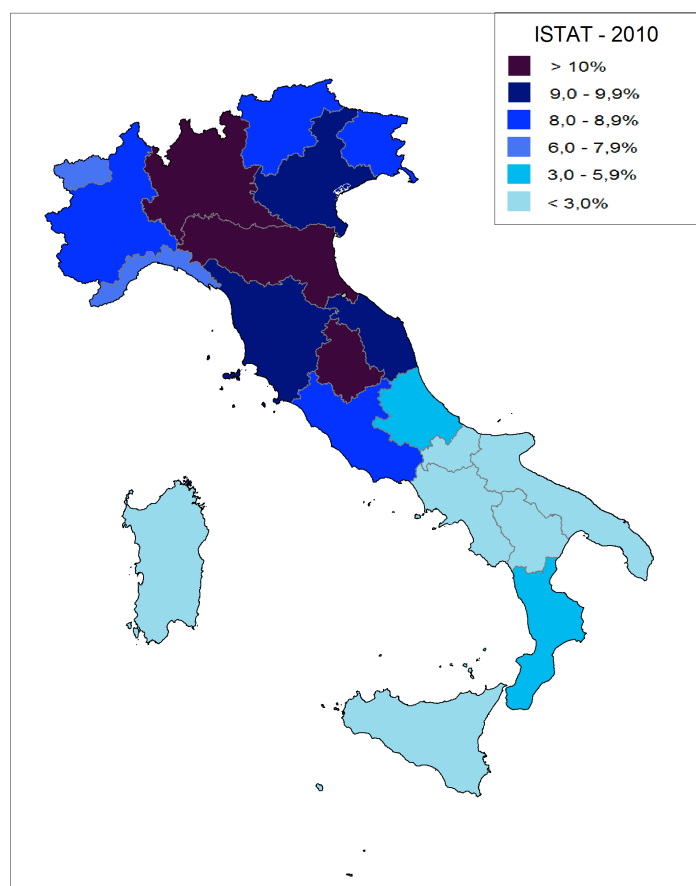 ISTAT - 2010
> 10%
9,0 - 9,9%
8,0 - 8,9%
6,0 - 7,9%
3,0 - 5,9%
< 3,0%